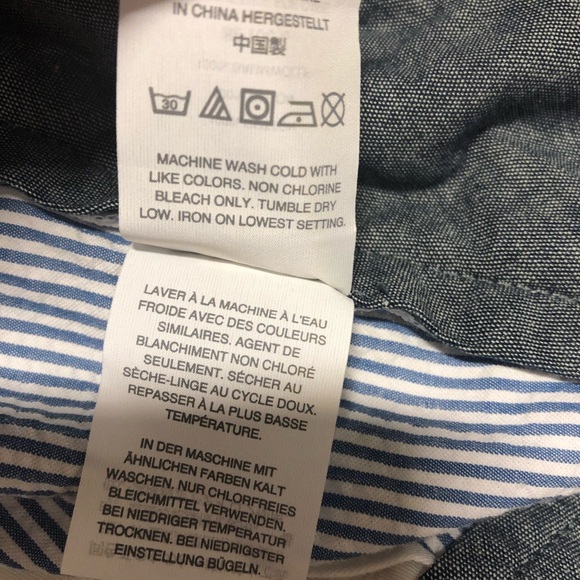 IN CHINA HERGESTELLT
中国製
30
MACHINE WASH COLD WITH
LIKE COLORS. NON CHLORINE
BLEACH ONLY. TUMBLE DRY
LOW. IRON ON LOWEST SETTING.
LAVER À LA MACHINE À L'EAU
FROIDE AVEC DES COULEURS
SIMILAIRES. AGENT DE
BLANCHIMENT NON CHLORÉ
SEULEMENT. SÉCHER AU
SÈCHE-LINGE AU CYCLE DOUX.
REPASSER À LA PLUS BASSE
TEMPÉRATURE.
IN DER MASCHINE MIT
ÄHNLICHEN FARBEN KALT
WASCHEN. NUR CHLORFREIES
BLEICHMITTEL VERWENDEN,
BEI NIEDRIGER TEMPERATUR
TROCKNEN. BEI NIEDRIGSTER
EINSTELLUNG BÜGELN.